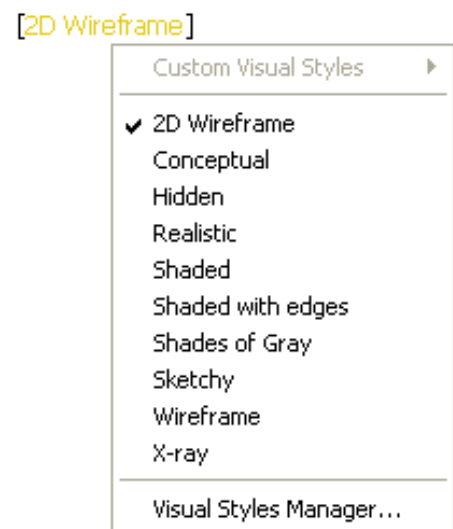 [2D Wireframe]
Custom Visual Styles
2D Wireframe
Conceptual
Hidden
Realistic
Shaded
Shaded with edges
Shades of Gray
Sketchy
Wireframe
X-ray
Visual Styles Manager...